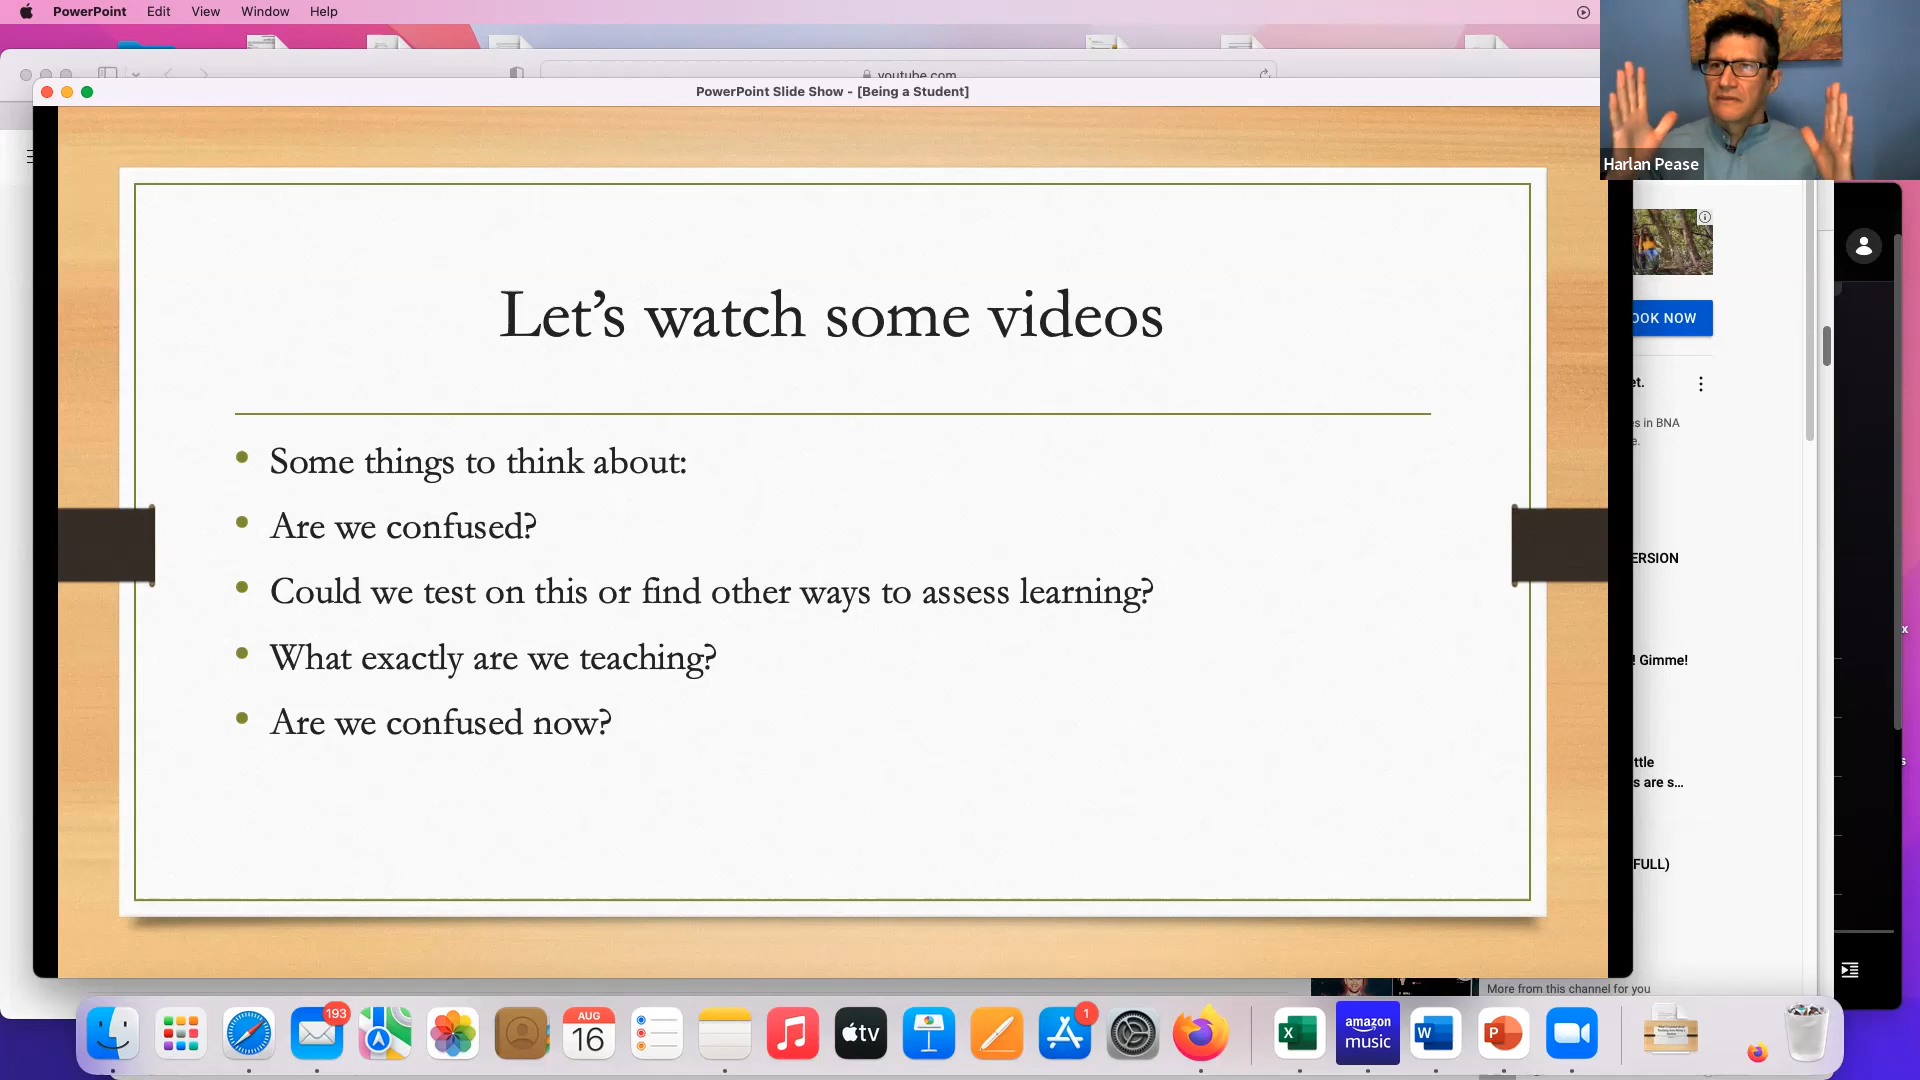 PowerPoint Edit View Window Help
youtube.com
PowerPoint Slide Show - [Being a Student]
Harlan Pease
Let's watch some videos
OOK NOW
et.
es in BNA
e.
• Some things to think about:
• Are we confused?
ERSION
• Could we test on this or find other ways to assess learning?
x
• What exactly are we teaching?
! Gimme!
• Are we confused now?
ttle
s
s are s...
FULL)
More from this channel for you
193
AUG
16
tv
1
X
amazon
music
W
P